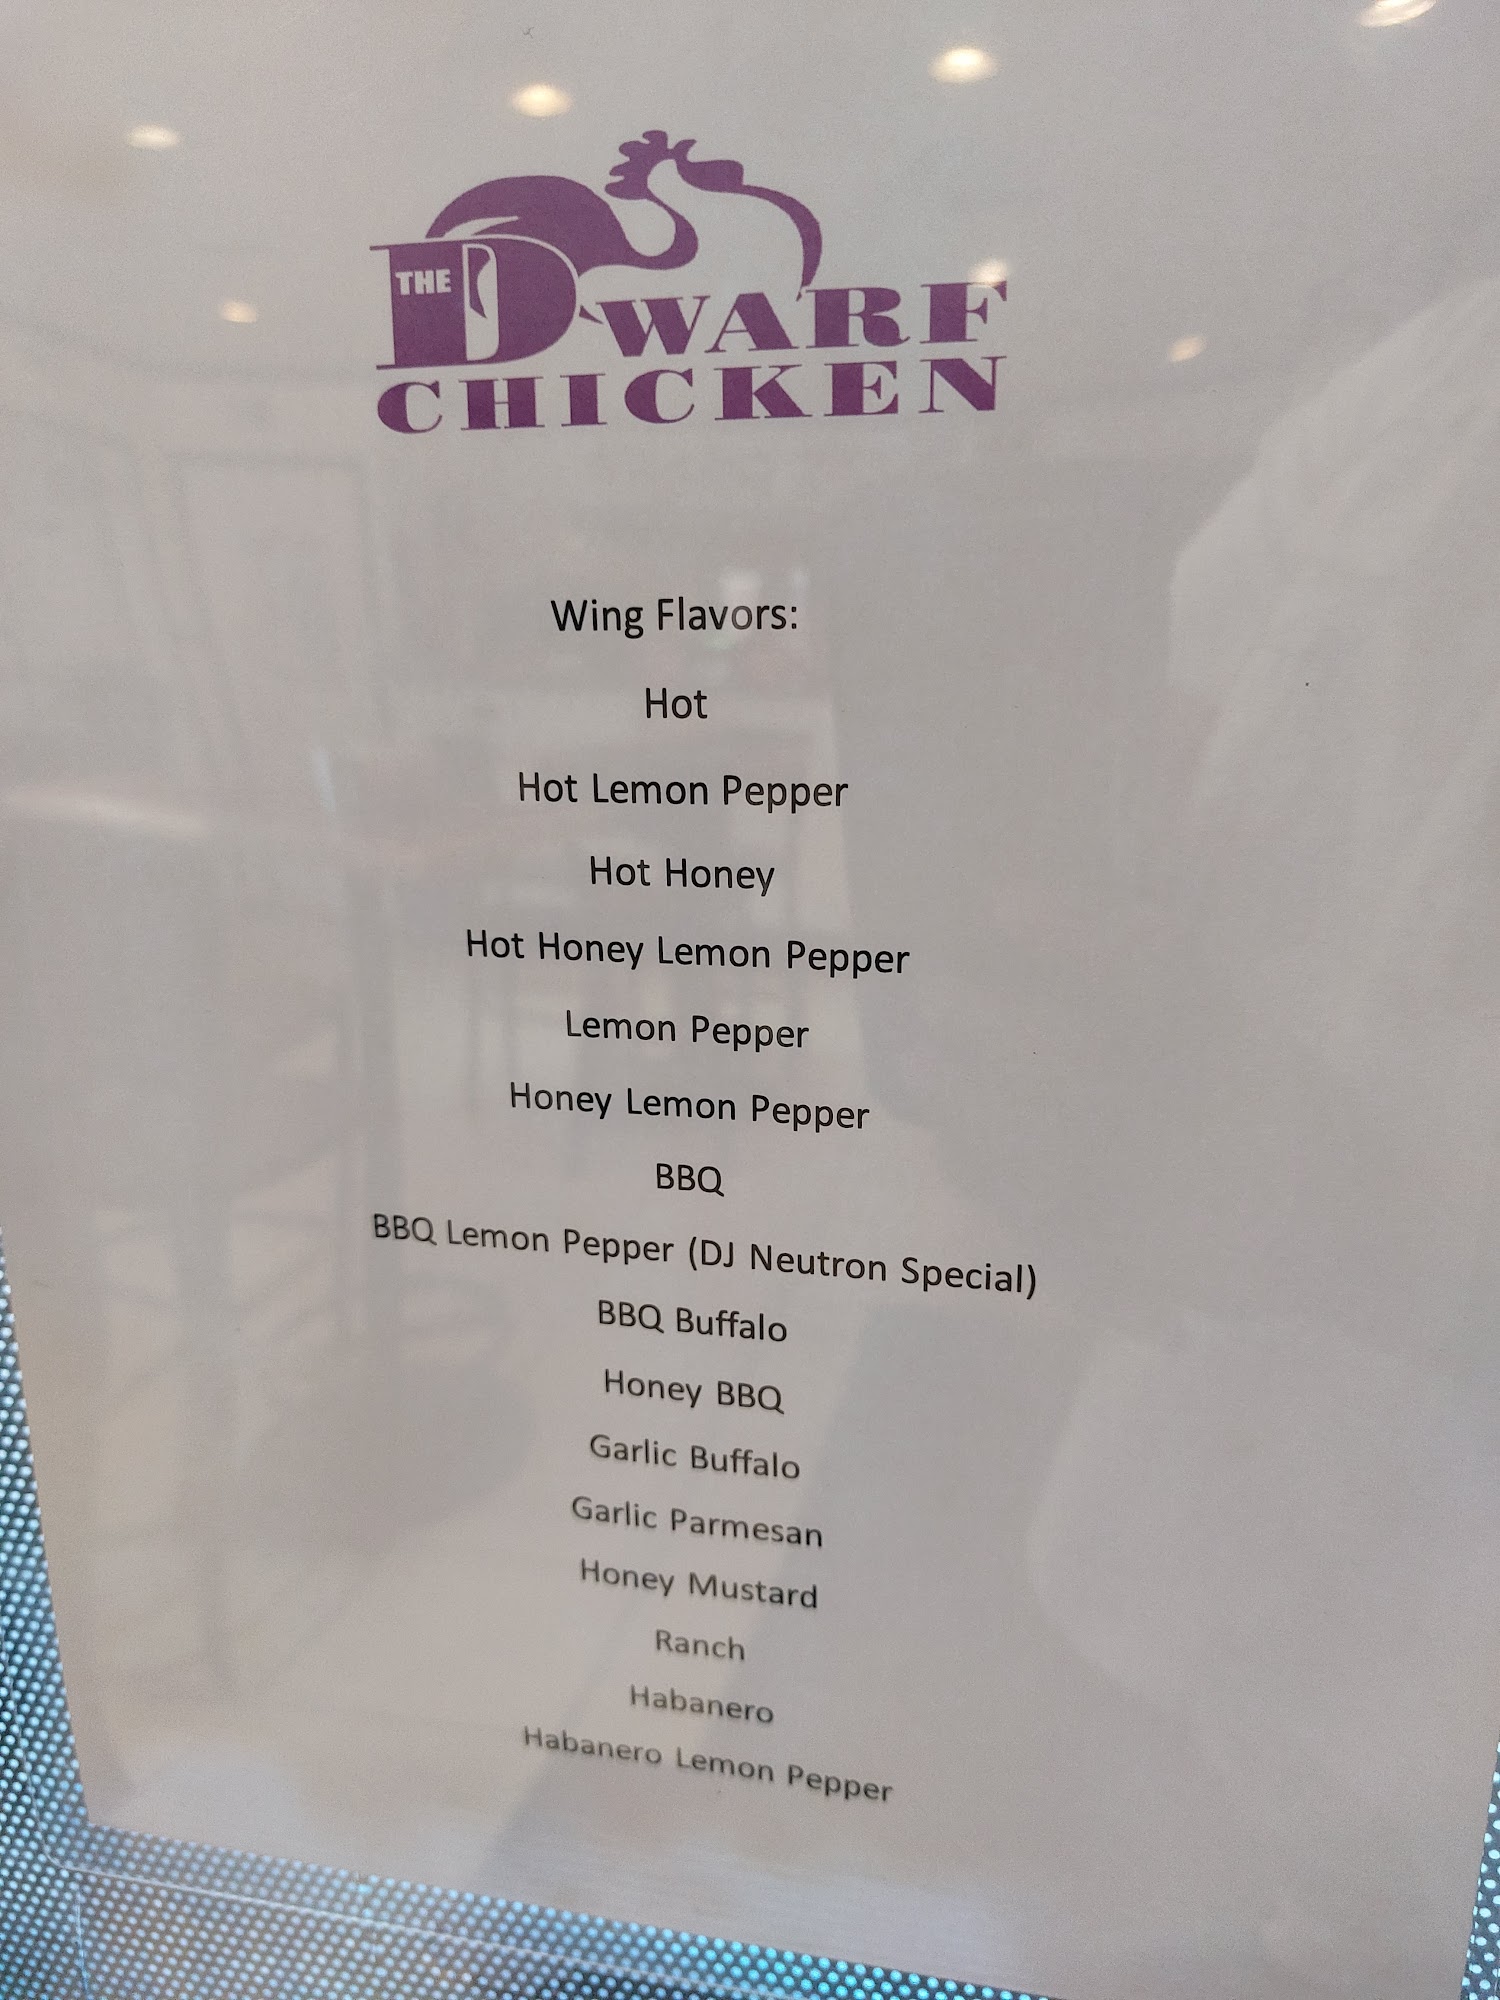 THE DWARF
CHICKEN
Wing Flavors:
Hot
Hot Lemon Pepper
Hot Honey
Hot Honey Lemon Pepper
Lemon Pepper
Honey Lemon Pepper
BBQ
BBQ Lemon Pepper (DJ Neutron Special)
BBQ Buffalo
Honey BBQ
Garlic Buffalo
Garlic Parmesan
Honey Mustard
Ranch
Habanero
Habanero Lemon Pepper